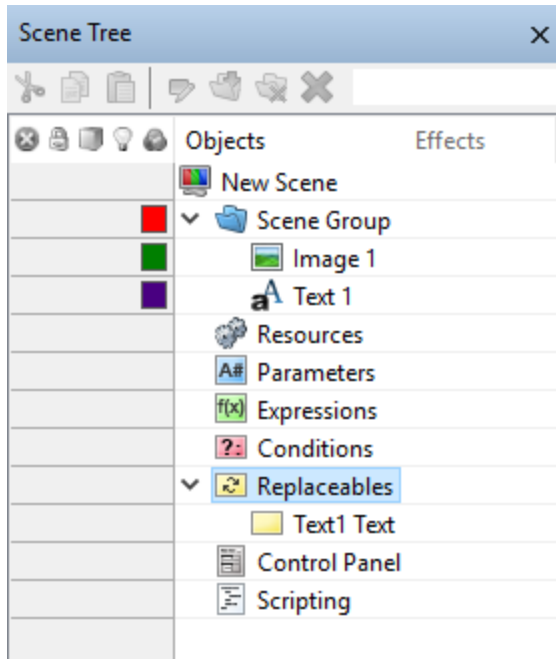 Scene Tree
Objects Effects
New Scene
Scene Group
Image 1
aA Text 1
Resources
A# Parameters
f(x) Expressions
?: Conditions
Replaceables
Text1 Text
Control Panel
Scripting